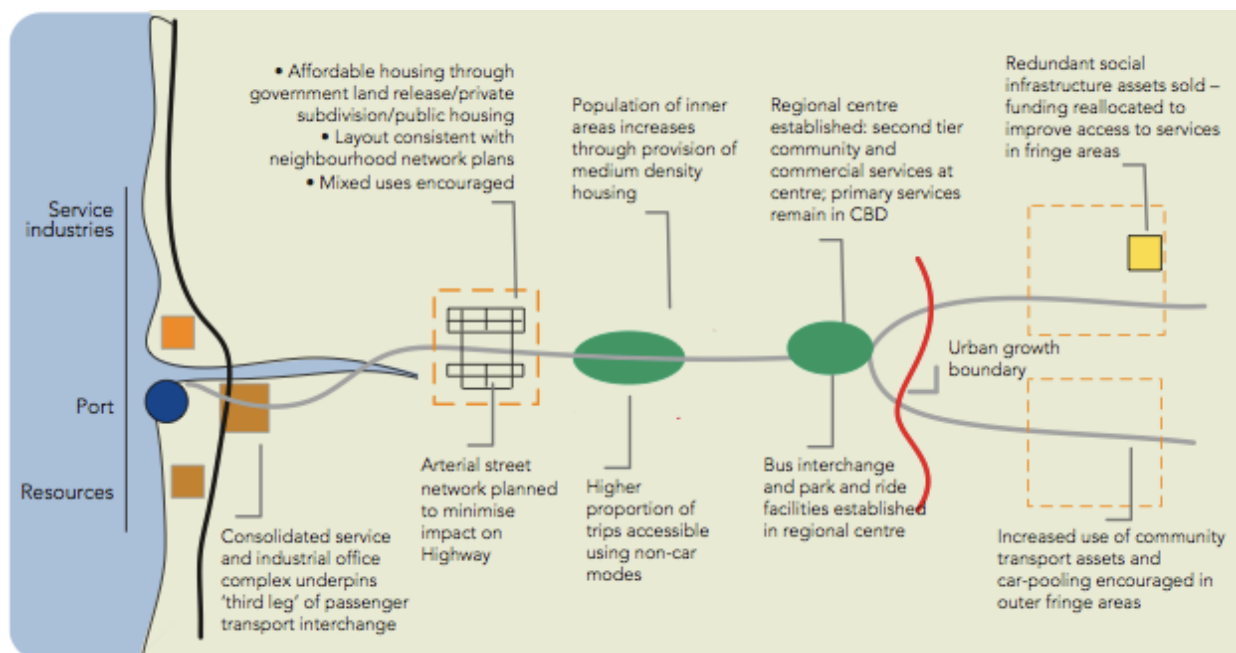 • Affordable housing through
government land release/private
subdivision/public housing
• Layout consistent with
neighbourhood network plans
• Mixed uses encouraged
Population of inner
areas increases
through provision of
medium density
housing
Regional centre
established: second tier
community and
commercial services at
centre; primary services
remain in CBD
Redundant social
infrastructure assets sold –
funding reallocated to
improve access to services
in fringe areas
Service
industries
Port
Resources
Urban growth
boundary
Consolidated service
and industrial office
complex underpins
‘third leg’ of passenger
transport interchange
Arterial street
network planned
to minimise
impact on
Highway
Higher
proportion of
trips accessible
using non-car
modes
Bus interchange
and park and ride
facilities established
in regional centre
Increased use of community
transport assets and
car-pooling encouraged in
outer fringe areas